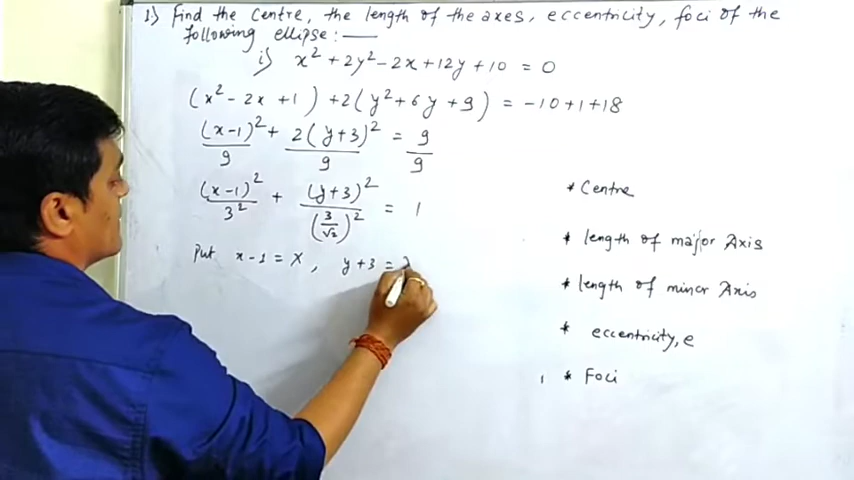 1.) Find the Centre, the length of the axes, eccentricity, foci of the
following ellipse : —
i) x² + 2y² - 2x + 12y + 10 = 0
(x² - 2x + 1) + 2(y² + 6y + 9) = -10 + 1 + 18
(x-1)²/9 + 2(y+3)²/9 = 9/9
(x-1)²/3² + (y+3)²/(3/√2)² = 1
Put x-1 = X, y+3 =
* Centre
* length of major Axis
* length of minor Axis
* eccentricity, e
* Foci